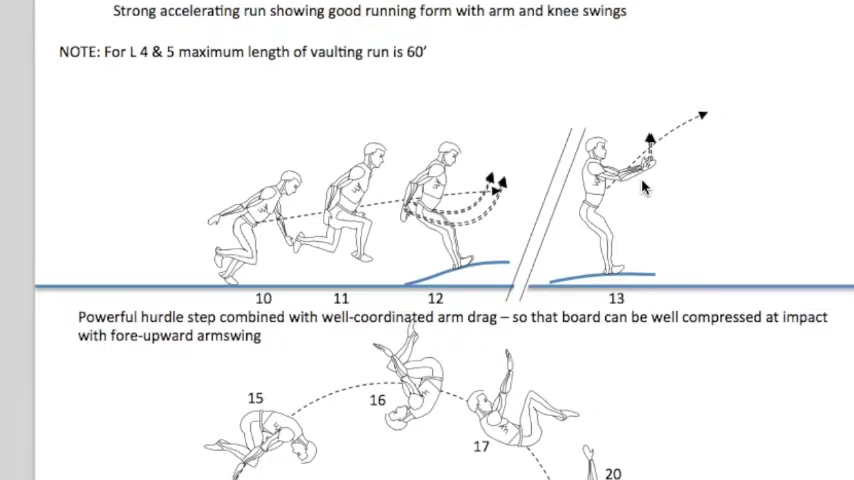 Strong accelerating run showing good running form with arm and knee swings
NOTE: For L 4 & 5 maximum length of vaulting run is 60’
10 11 12 13
Powerful hurdle step combined with well-coordinated arm drag – so that board can be well compressed at impact
with fore-upward armswing
15
16
17
20